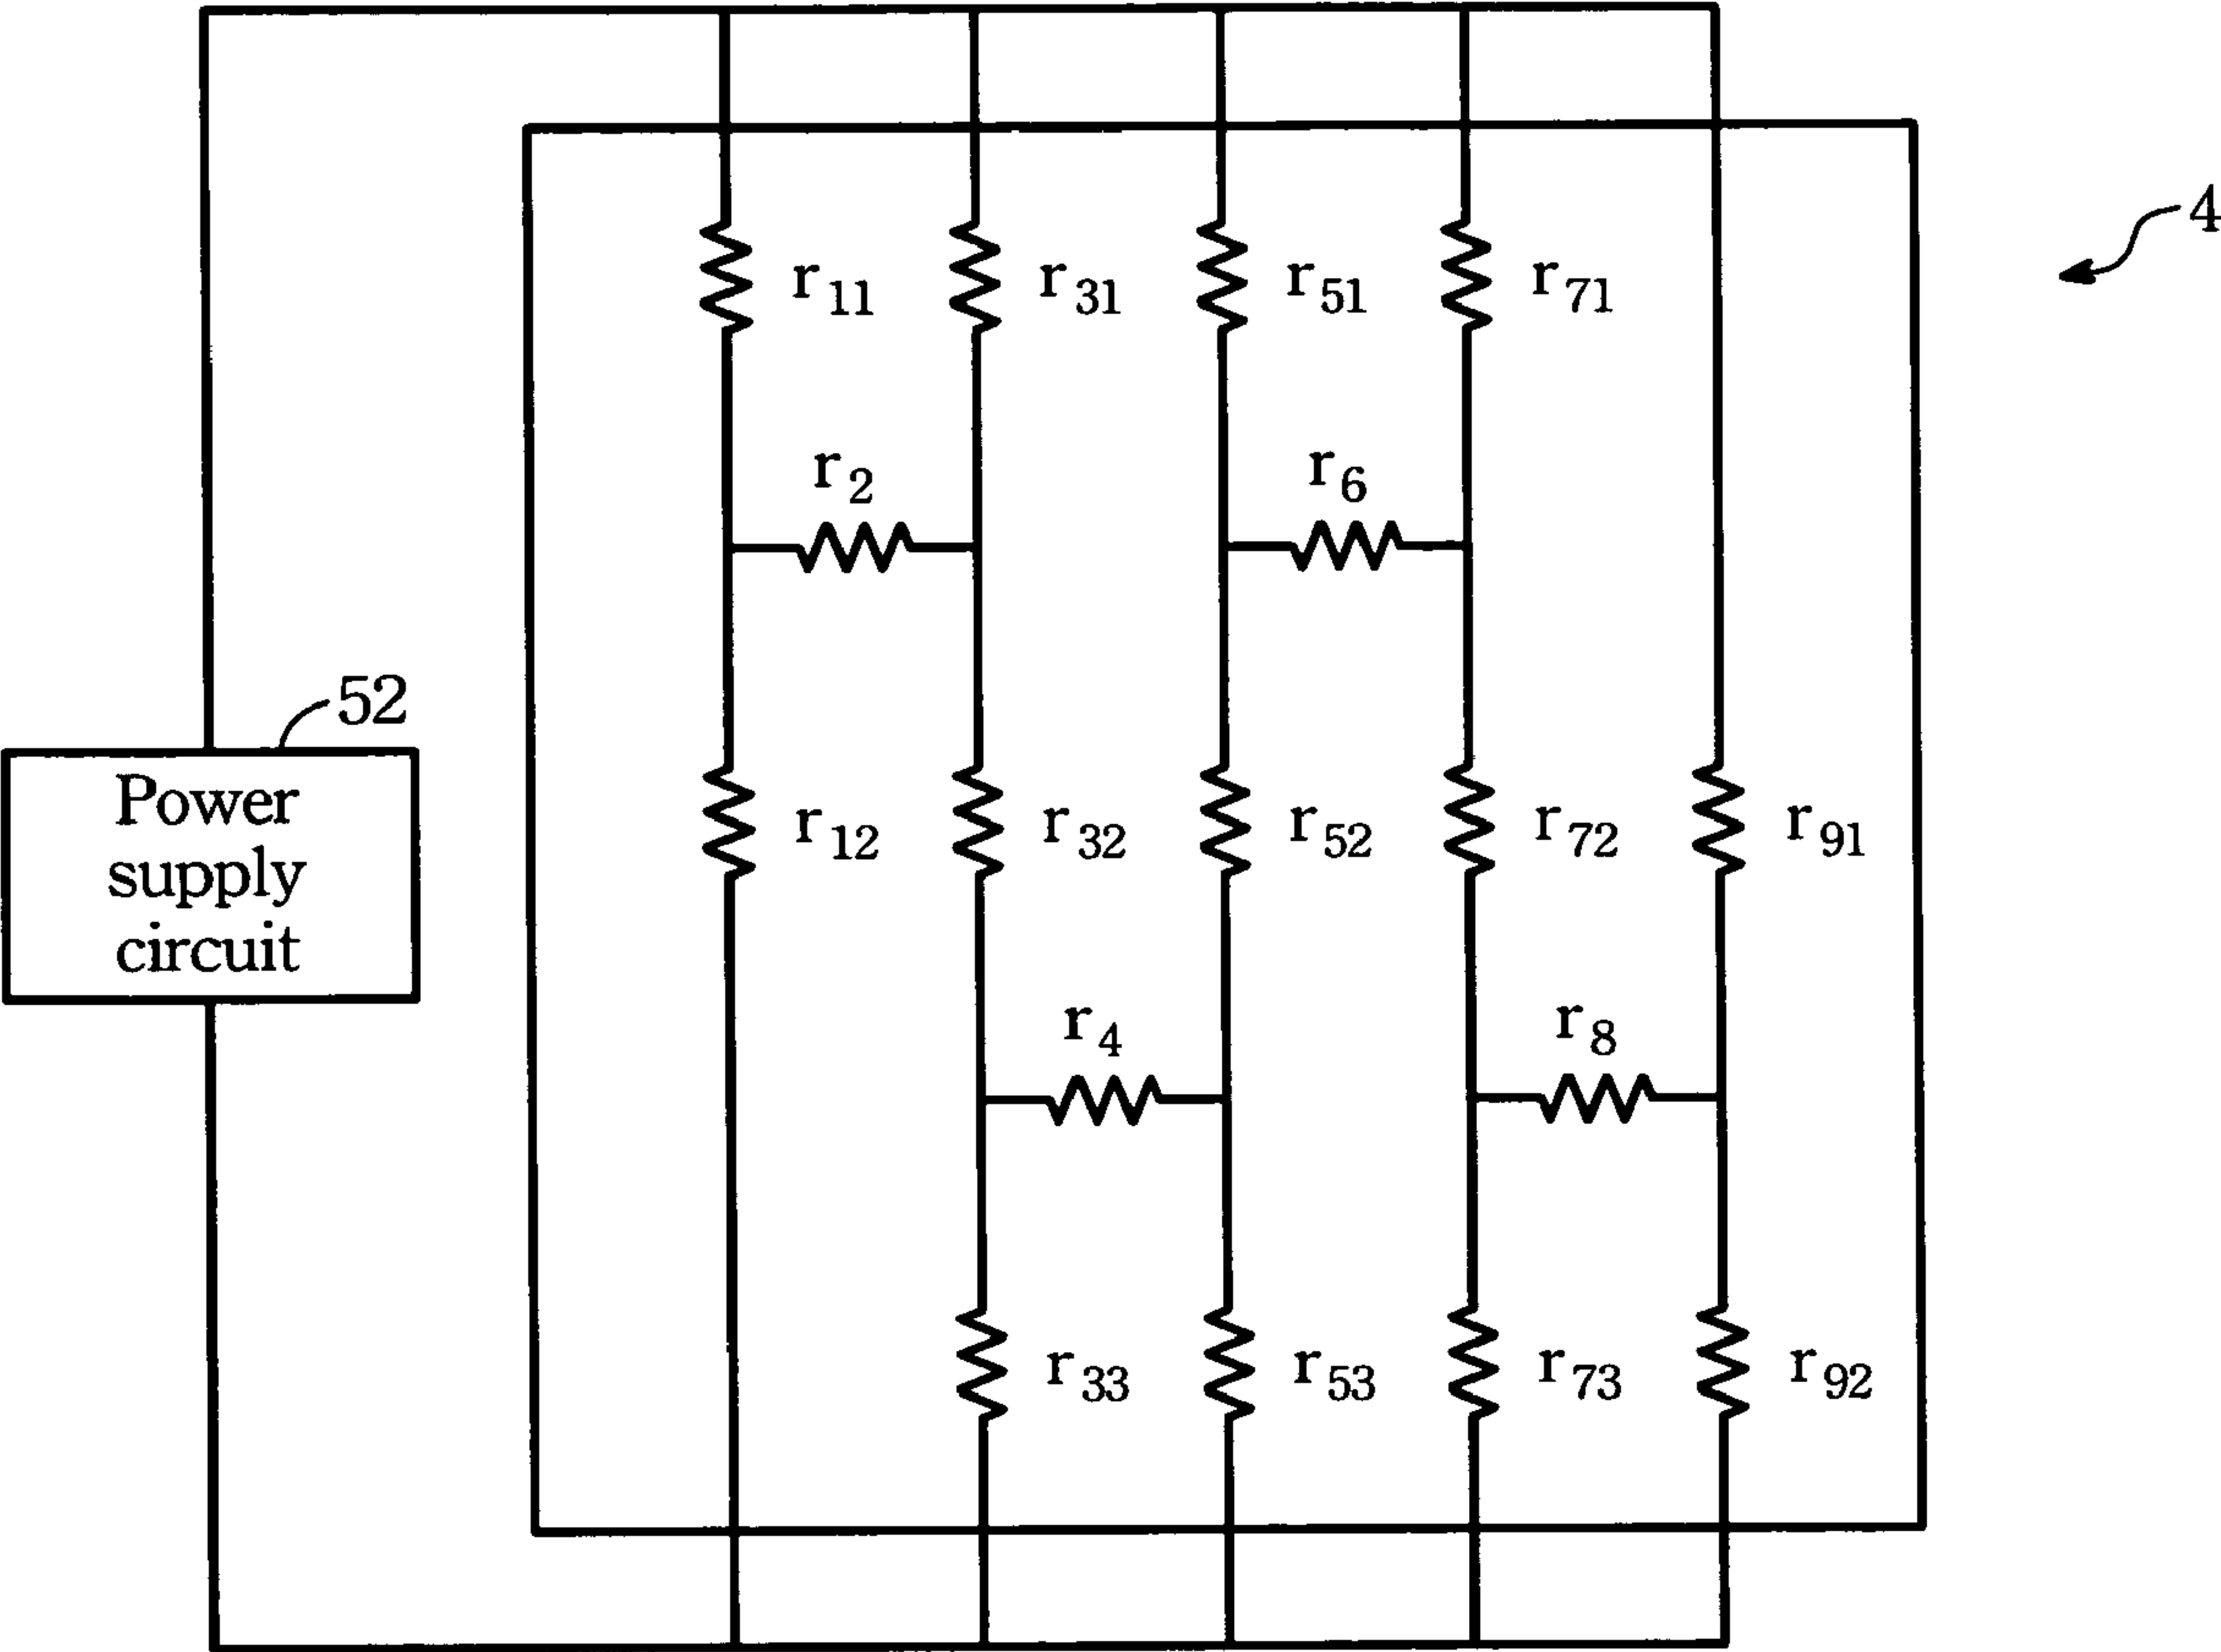 4
r11 r31 r51 r71
r2 r6
52
Power
supply
circuit
r12 r32 r52 r72 r91
r4 r8
r33 r53 r73 r92